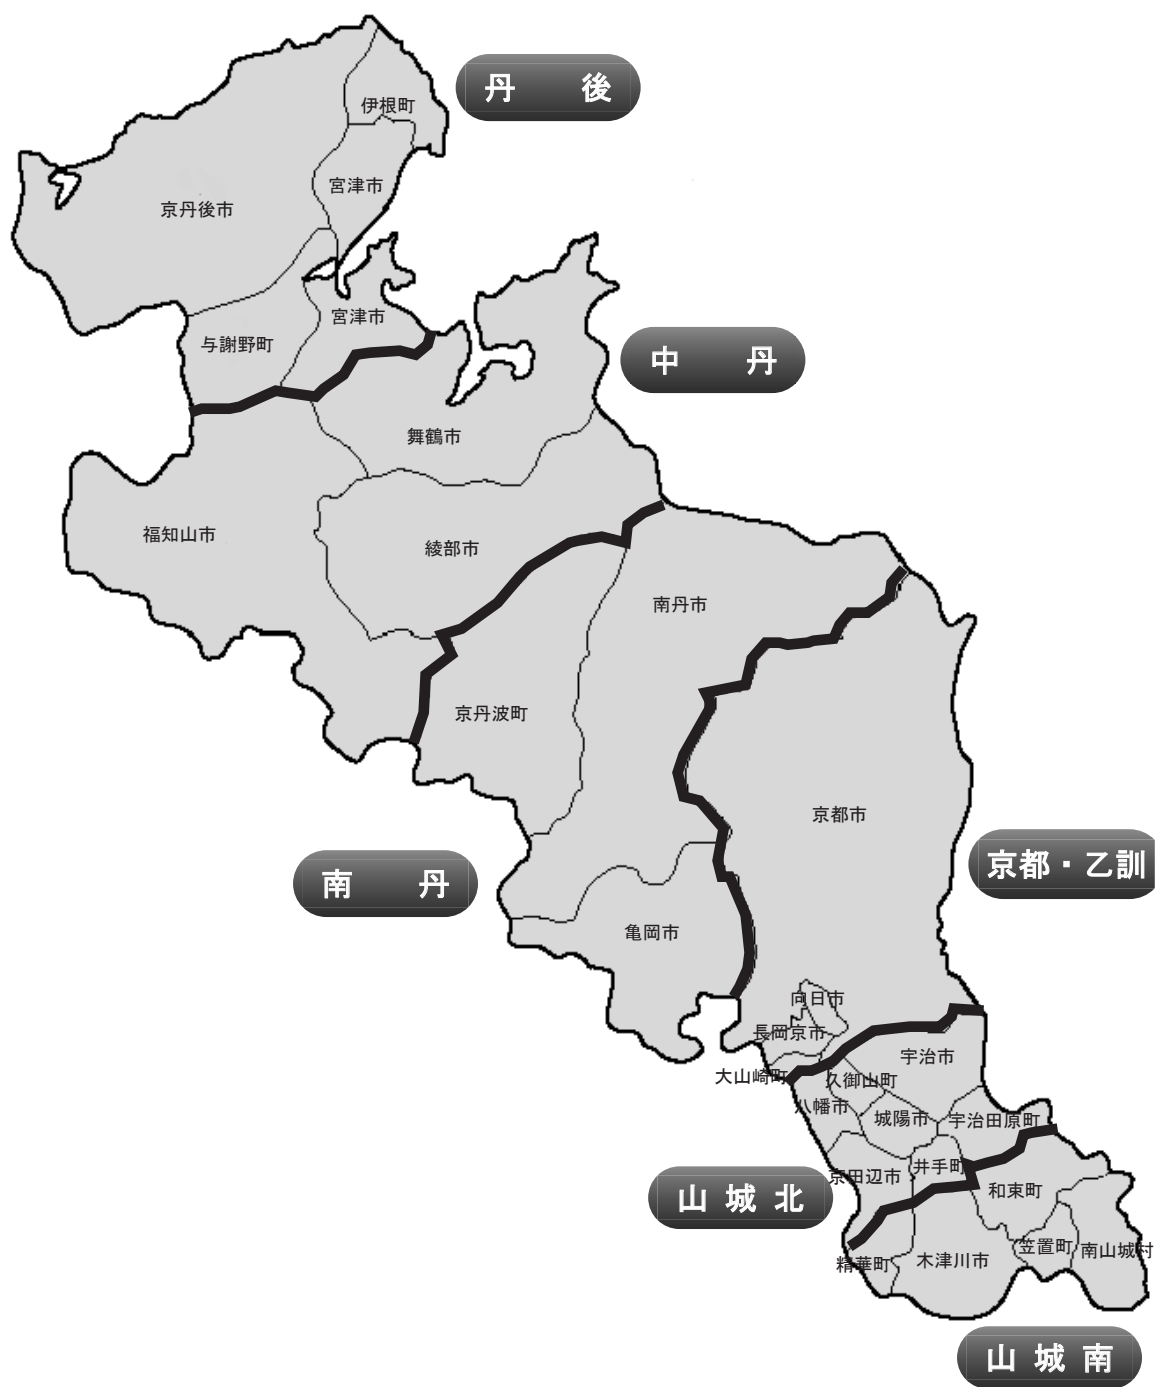 丹　後
伊根町
宮津市
京丹後市
宮津市
与謝野町
中　丹
舞鶴市
福知山市
綾部市
南丹市
京丹波町
京都市
京都・乙訓
南　丹
亀岡市
向日市
長岡京市
宇治市
大山崎町
久御山町
八幡市
城陽市
宇治田原町
井手町
京田辺市
和束町
山 城 北
笠置町
南山城村
木津川市
精華町
山 城 南